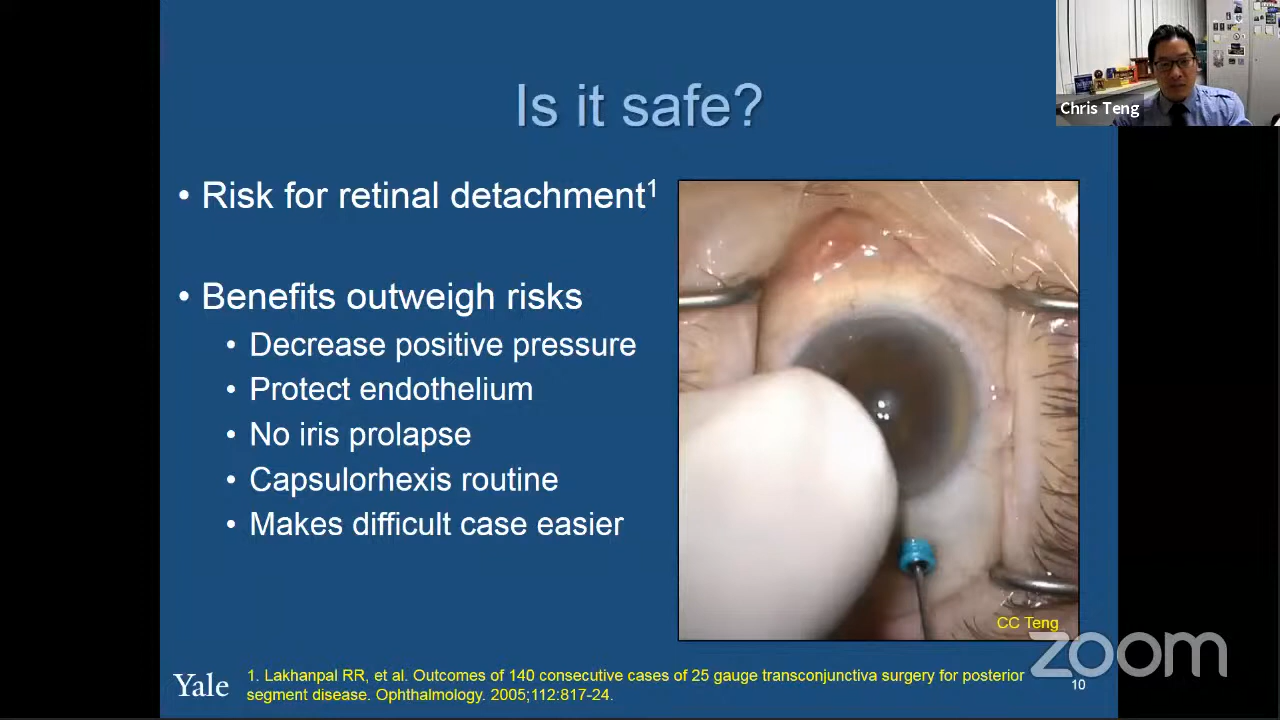 Chris Teng
Is it safe?
• Risk for retinal detachment1
• Benefits outweigh risks
• Decrease positive pressure
• Protect endothelium
• No iris prolapse
• Capsulorhexis routine
• Makes difficult case easier
CC Teng
zoom
Yale
1. Lakhanpal RR, et al. Outcomes of 140 consecutive cases of 25 gauge transconjunctiva surgery for posterior
segment disease. Ophthalmology. 2005;112:817-24.
10